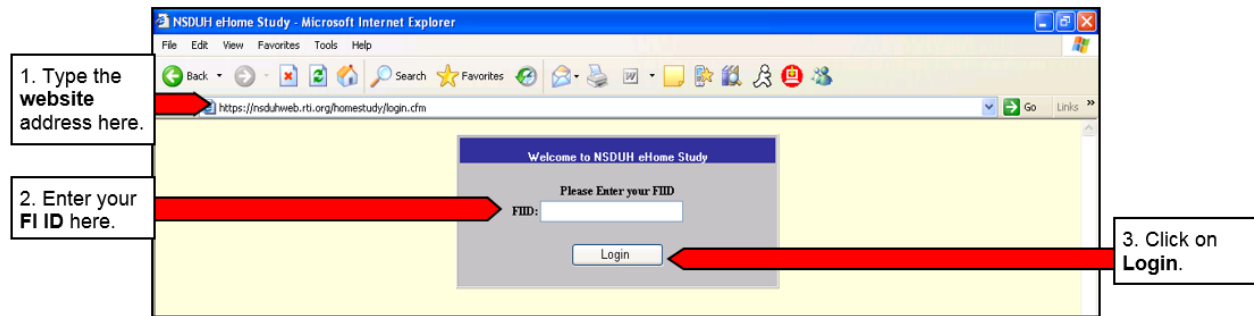 NSDUH eHome Study - Microsoft Internet Explorer
File Edit View Favorites Tools Help
Back Search Favorites
1. Type the
website
address here.
https://nsduhweb.rti.org/homestudy/login.cfm Go Links »
Welcome to NSDUH eHome Study
Please Enter your FIID
2. Enter your
FI ID here.
FIID:
Login
3. Click on
Login.